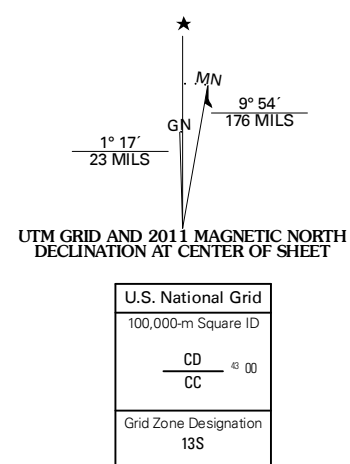 ★
MN
GN
9° 54´
176 MILS
1° 17´
23 MILS
UTM GRID AND 2011 MAGNETIC NORTH
DECLINATION AT CENTER OF SHEET
U.S. National Grid
100,000-m Square ID
CD
43 00
CC
Grid Zone Designation
13S